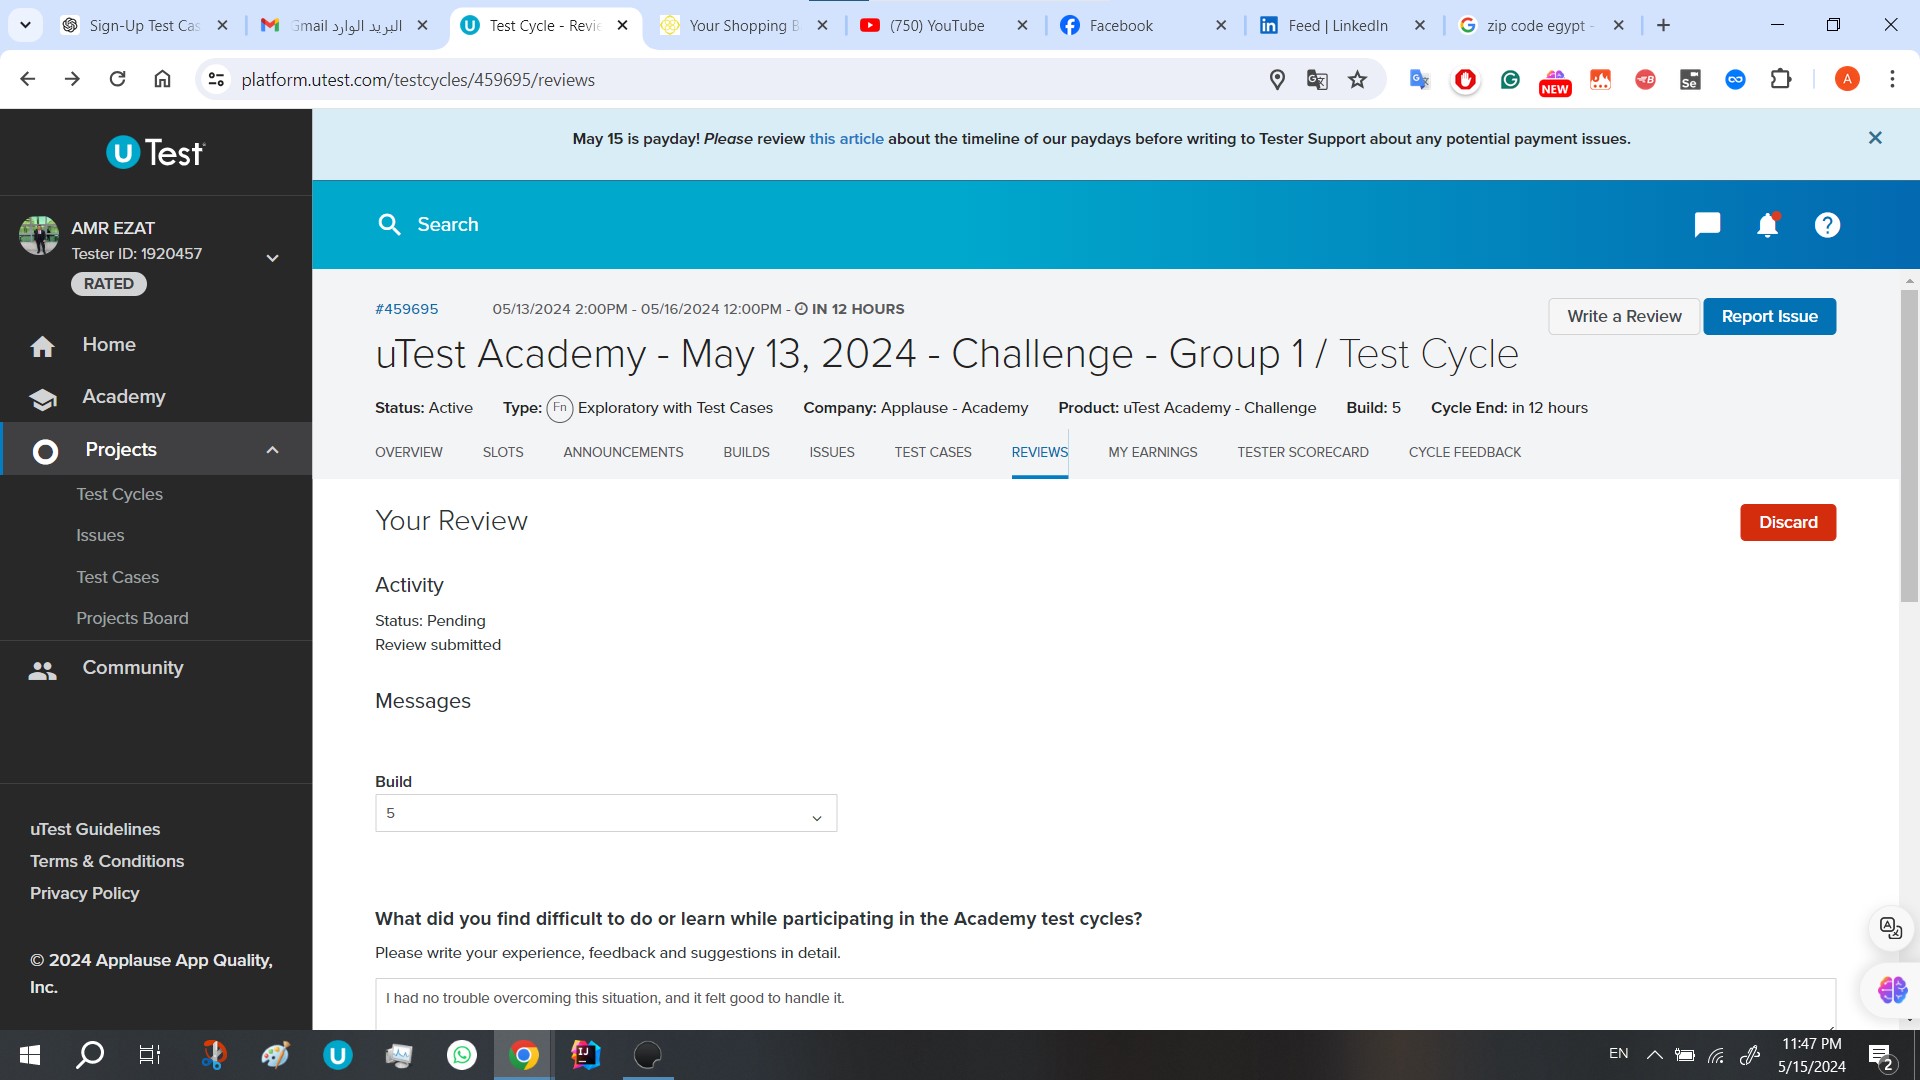 Sign-Up Test Cas
Gmail البريد الوارد
Test Cycle - Revie
Your Shopping B
(750) YouTube
Facebook
Feed | LinkedIn
zip code egypt -
platform.utest.com/testcycles/459695/reviews
NEW
Se
A
U Test
May 15 is payday! Please review this article about the timeline of our paydays before writing to Tester Support about any potential payment issues.
AMR EZAT
Tester ID: 1920457
RATED
Search
Home
Academy
Projects
Test Cycles
Issues
Test Cases
Projects Board
Community
uTest Guidelines
Terms & Conditions
Privacy Policy
© 2024 Applause App Quality,
Inc.
#459695 05/13/2024 2:00PM - 05/16/2024 12:00PM - IN 12 HOURS
Write a Review
Report Issue
uTest Academy - May 13, 2024 - Challenge - Group 1 / Test Cycle
Status: Active Type: Fn Exploratory with Test Cases Company: Applause - Academy Product: uTest Academy - Challenge Build: 5 Cycle End: in 12 hours
OVERVIEW SLOTS ANNOUNCEMENTS BUILDS ISSUES TEST CASES REVIEWS MY EARNINGS TESTER SCORECARD CYCLE FEEDBACK
Your Review
Discard
Activity
Status: Pending
Review submitted
Messages
Build
5
What did you find difficult to do or learn while participating in the Academy test cycles?
Please write your experience, feedback and suggestions in detail.
I had no trouble overcoming this situation, and it felt good to handle it.
EN
11:47 PM
5/15/2024
2